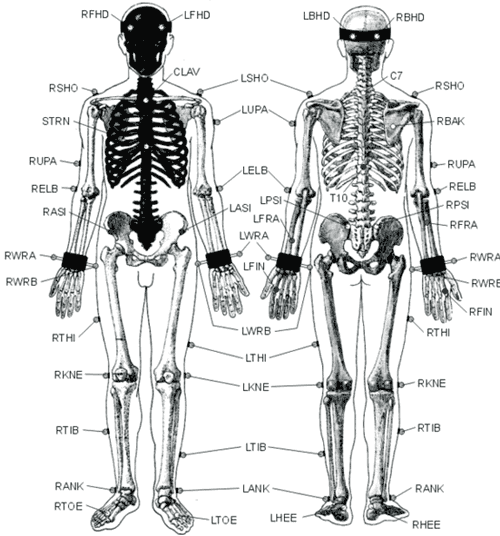 RFHD LFHD LBHD RBHD
CLAV C7
RSHO LSHO RSHO
STRN LUPA RBAK
RUPA RUPA
RELB LELB RELB
T10
RASI LASI LPSI RPSI
LFRA RFRA
RWRA LWRA RWRA
RWRB LFIN RWRB
RFIN
LWRB
RTHI LTHI RTHI
RKNE LKNE RKNE
RTIB LTIB RTIB
RANK LANK RANK
RTOE LTOE LHEE RHEE